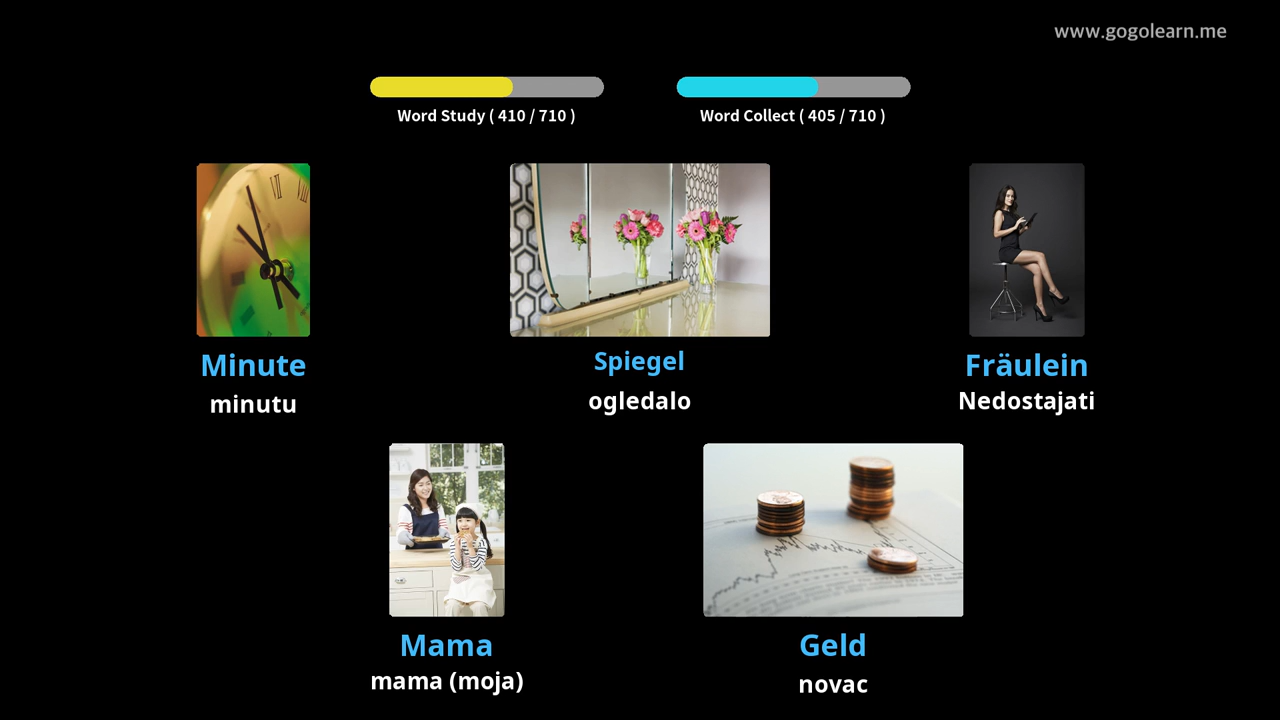 www.gogolearn.me
Word Study ( 410 / 710 )
Word Collect ( 405 / 710 )
Minute
minutu
Spiegel
ogledalo
Fräulein
Nedostajati
Mama
mama (moja)
Geld
novac